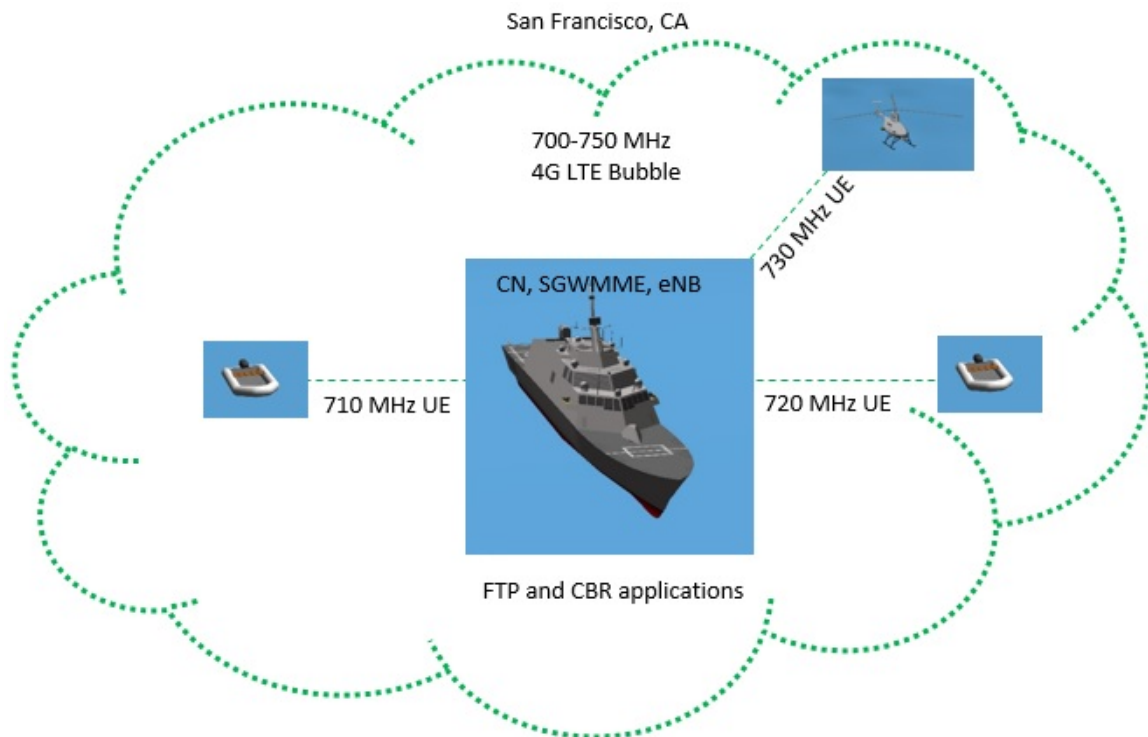 San Francisco, CA
700-750 MHz
4G LTE Bubble
730 MHz UE
CN, SGWMME, eNB
710 MHz UE
720 MHz UE
FTP and CBR applications